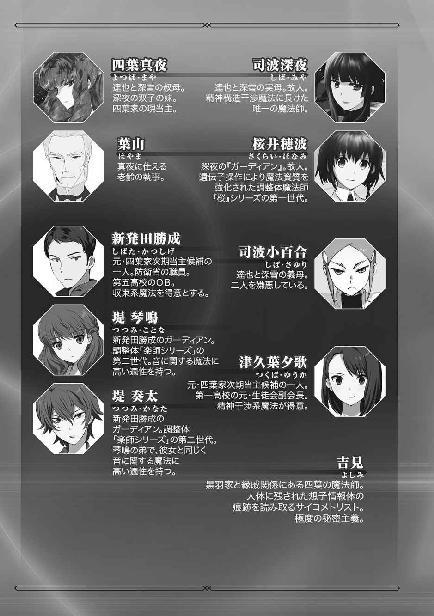 四葉真夜
よつば・まや
達也と深雪の叔母。
深夜の双子の妹。
四葉家の現当主。
司波深夜
しば・みや
達也と深雪の実母。故人。
精神構造干渉魔法に長けた
唯一の魔法師。
葉山
はやま
真夜に仕える
老齢の執事。
桜井穂波
さくらい・ほなみ
深夜の『ガーディアン』。故人。
遺伝子操作により魔法資質を
強化された調整体魔法師
「桜」シリーズの第一世代。
新発田勝成
しばた・かつしげ
元・四葉家次期当主候補の
一人。防衛省の職員。
第五高校のOB。
収束系魔法を得意とする。
司波小百合
しば・さゆり
達也と深雪の義母。
二人を嫌悪している。
堤 琴鳴
つつみ・ことな
新発田勝成のガーディアン。
調整体「楽師シリーズ」の
第二世代。音に関する魔法に
高い適性を持つ。
津久葉夕歌
つくば・ゆうか
元・四葉家次期当主候補の一人。
第一高校の元・生徒会副会長。
精神干渉系魔法が得意。
堤 奏太
つつみ・かなた
新発田勝成の
ガーディアン。調整体
「楽師シリーズ」の第二世代。
琴鳴の弟で、彼女と同じく
音に関する魔法に
高い適性を持つ。
吉見
よしみ
黒羽家と縁戚関係にある四葉の魔法師。
人体に残された想子情報体の
痕跡を読み取るサイコメトリスト。
極度の秘密主義。